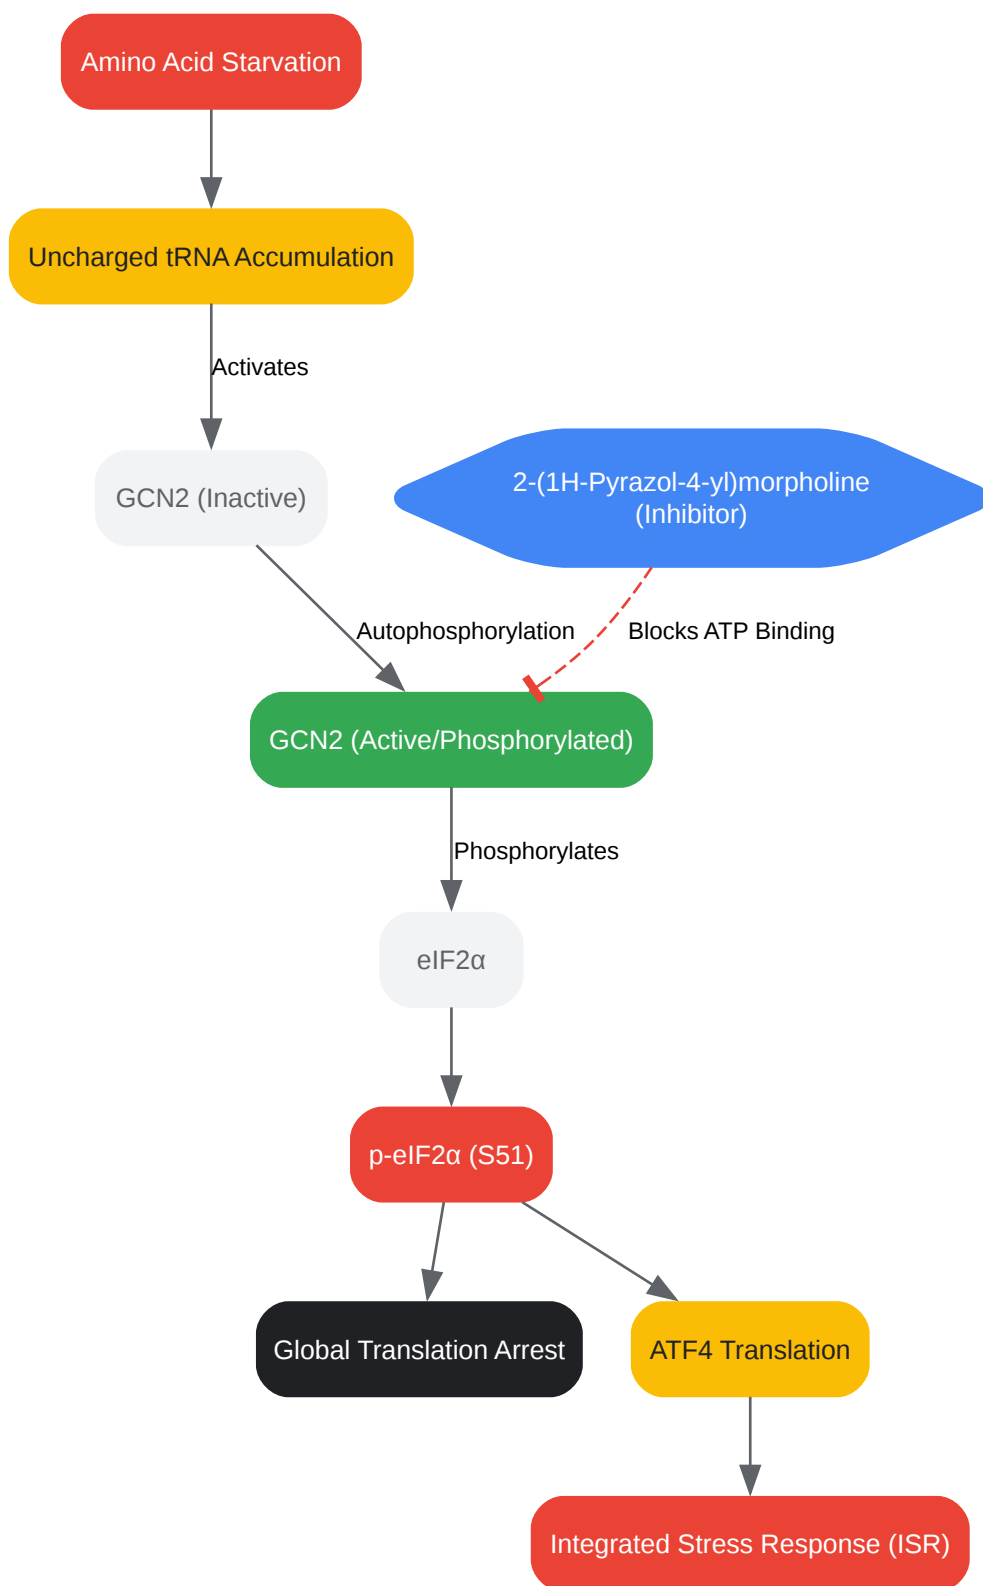 Amino Acid Starvation
Uncharged tRNA Accumulation
Activates
GCN2 (Inactive)
2-(1H-Pyrazol-4-yl)morpholine
(Inhibitor)
Autophosphorylation
Blocks ATP Binding
GCN2 (Active/Phosphorylated)
Phosphorylates
eIF2α
p-eIF2α (S51)
Global Translation Arrest
ATF4 Translation
Integrated Stress Response (ISR)